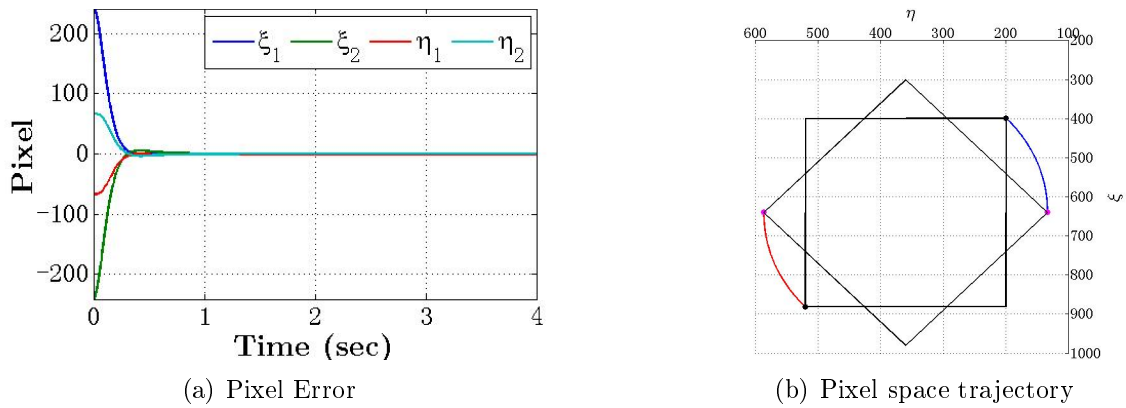 200
100
0
−100
−200
Pixel
ξ1 ξ2 η1 η2
0 1 2 3 4
Time (sec)
(a) Pixel Error
η
600 500 400 300 200 100
200
300
400
500
600
700
800
900
1000
ξ
(b) Pixel space trajectory